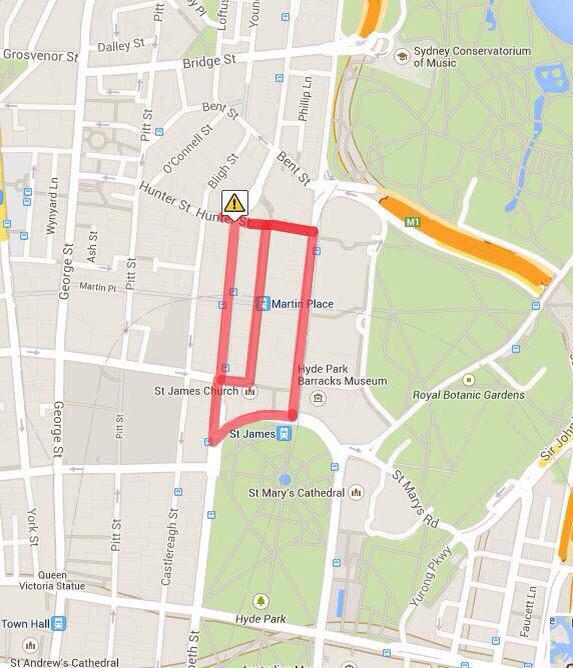 Loftus
Young
Pitt St
Dalley St
Grosvenor St
Bridge St
Sydney Conservatorium
of Music
Phillip Ln
Bent St
Pitt St
O'Connell St
Bligh St
Bent St
Hunter St
Hunter St
Wynyard Ln
M1
Ash St
George St
Pitt St
Martin Pl
Martin Place
Hyde Park
Barracks Museum
St James Church
Royal Botanic Gardens
George St
Pitt St
St James
Sir John
St Mary's Cathedral
St Marys Rd
York St
Pitt St
Castlereagh St
Yurong Pkwy
Queen
Victoria Statue
Faucett Ln
Hyde Park
Town Hall
St Andrew's Cathedral
beth St